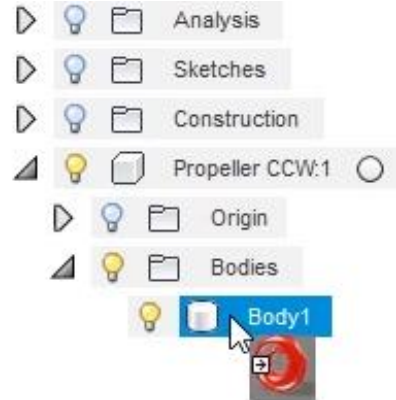 Analysis
Sketches
Construction
Propeller CCW:1
Origin
Bodies
Body1